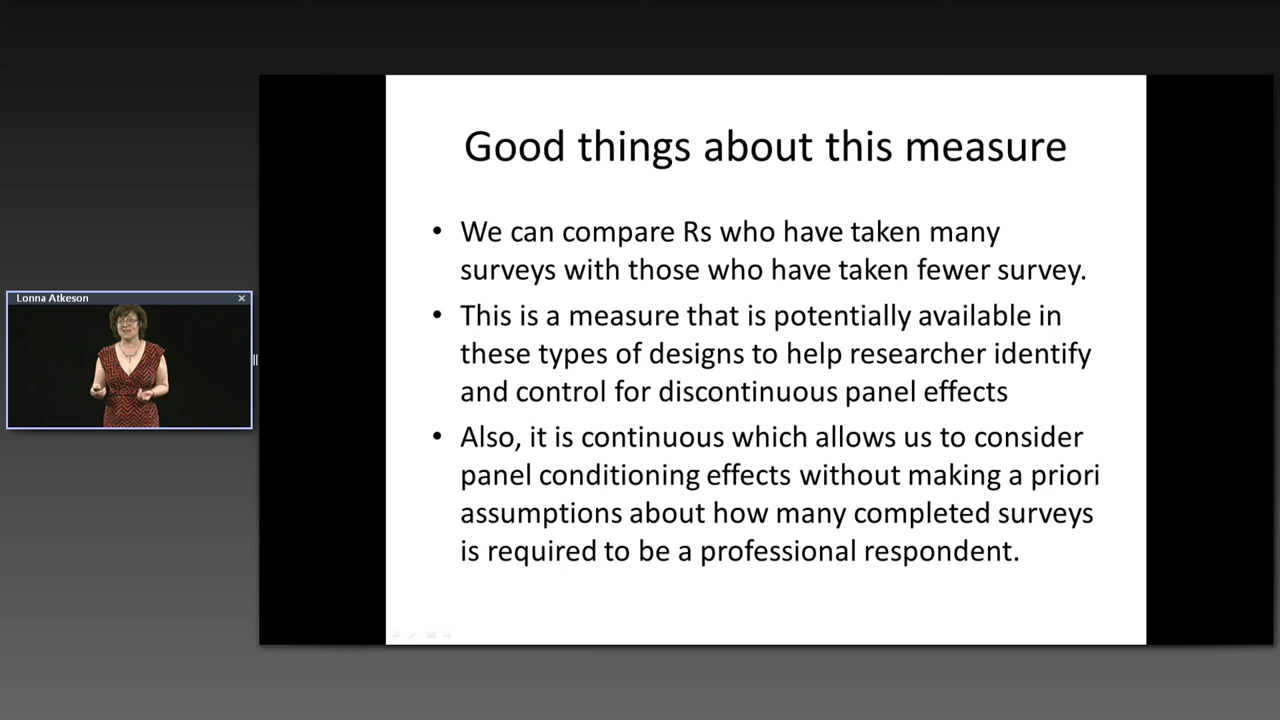 Good things about this measure
• We can compare Rs who have taken many
surveys with those who have taken fewer survey.
• This is a measure that is potentially available in
these types of designs to help researcher identify
and control for discontinuous panel effects
• Also, it is continuous which allows us to consider
panel conditioning effects without making a priori
assumptions about how many completed surveys
is required to be a professional respondent.
Lonna Atkeson